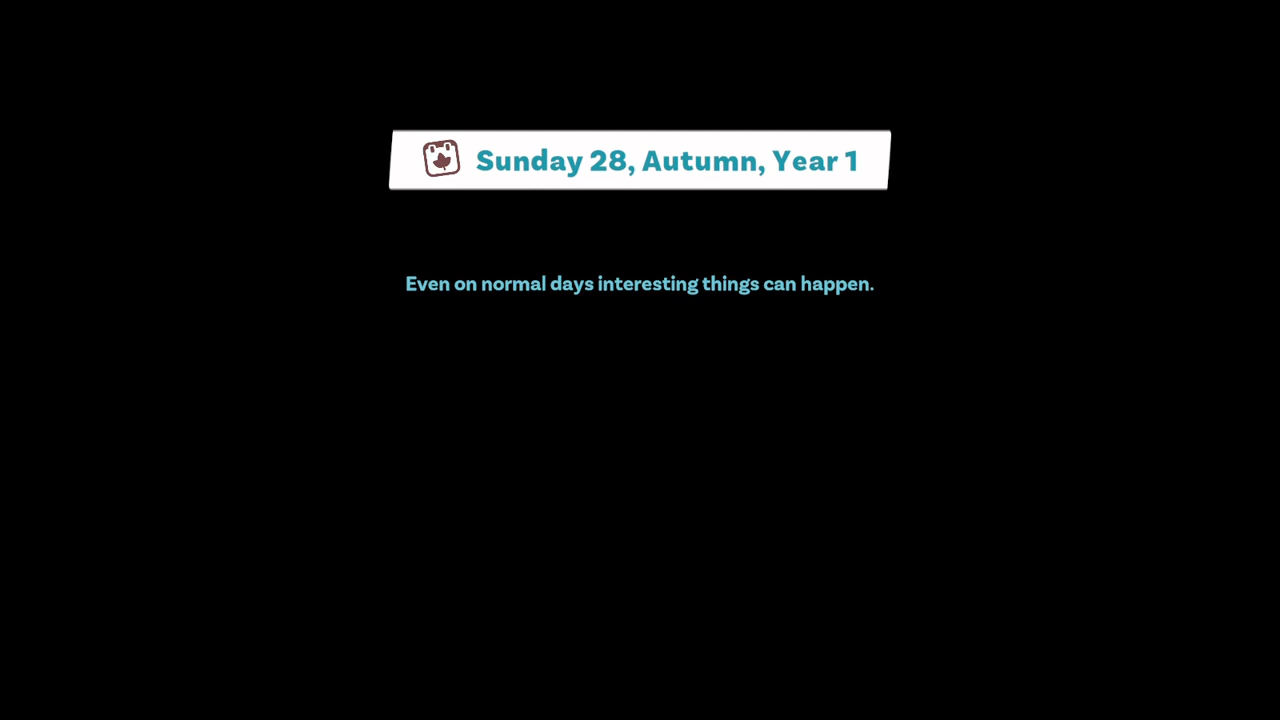 Sunday 28, Autumn, Year 1
Even on normal days interesting things can happen.